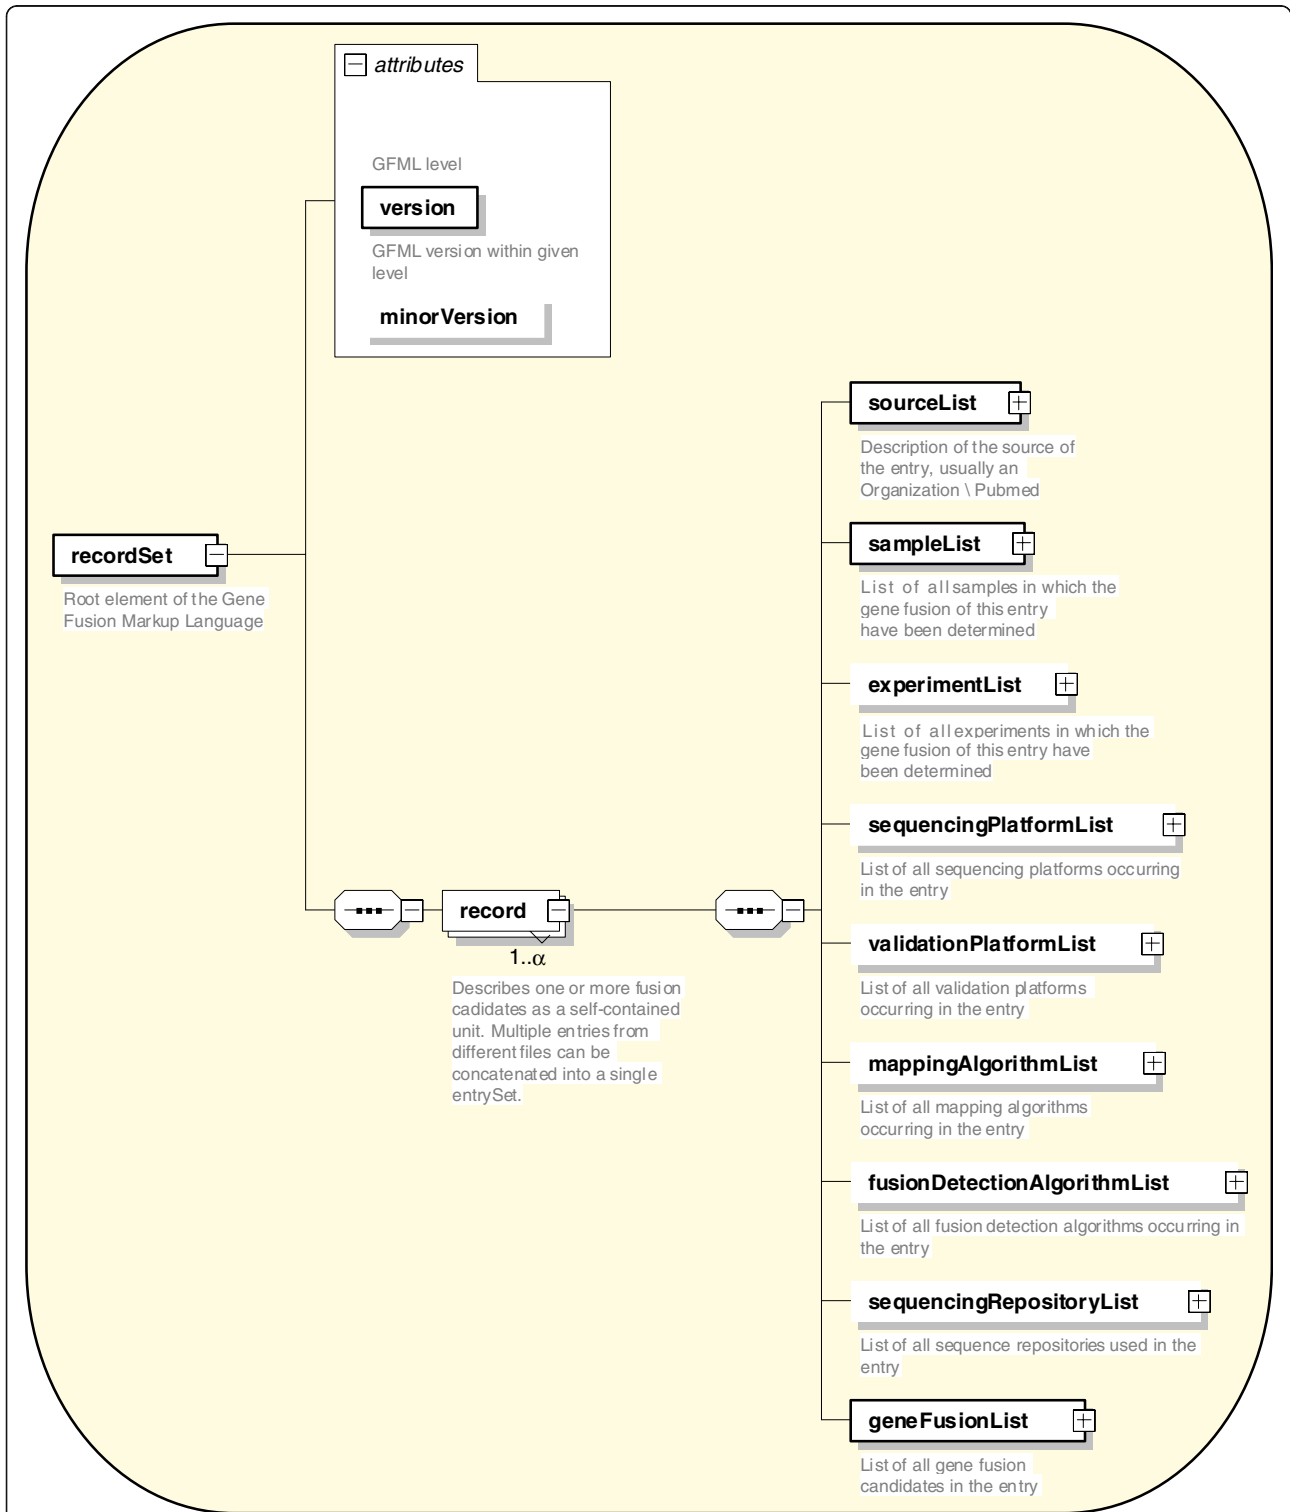 attributes
GFML level
version
GFML version within given
level
minorVersion
recordSet
Root element of the Gene
Fusion Markup Language
record
1..α
Describes one or more fusion
cadidates as a self-contained
unit. Multiple entries from
different files can be
concatenated into a single
entrySet.
sourceList
Description of the source of
the entry, usually an
Organization \ Pubmed
sampleList
List of all samples in which the
gene fusion of this entry
have been determined
experimentList
List of all experiments in which the
gene fusion of this entry have
been determined
sequencingPlatformList
List of all sequencing platforms occurring
in the entry
validationPlatformList
List of all validation platforms
occurring in the entry
mappingAlgorithmList
List of all mapping algorithms
occurring in the entry
fusionDetectionAlgorithmList
List of all fusion detection algorithms occurring in
the entry
sequencingRepositoryList
List of all sequence repositories used in the
entry
geneFusionList
List of all gene fusion
candidates in the entry